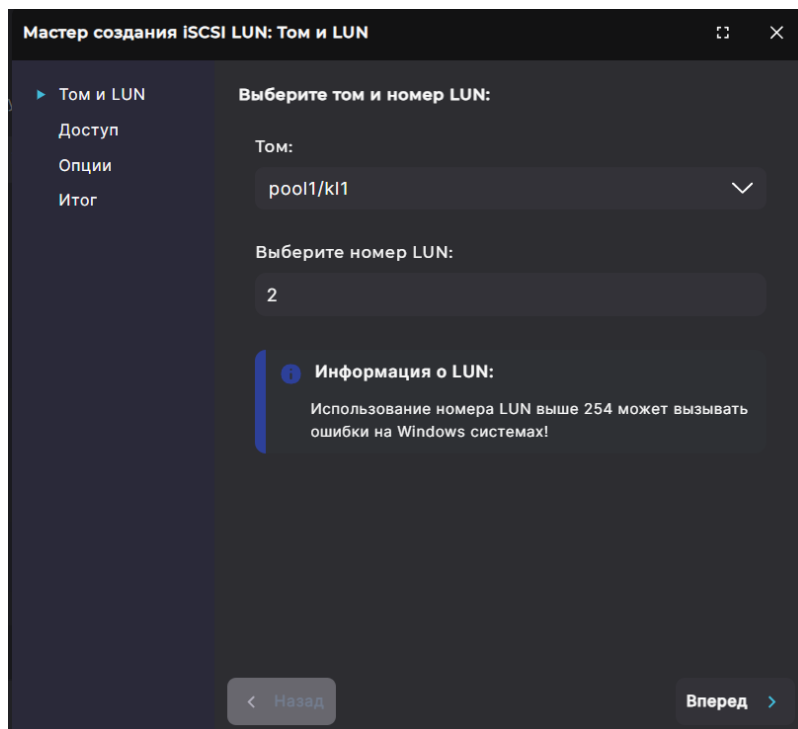 Мастер создания iSCSI LUN: Том и LUN
Том и LUN
Доступ
Опции
Итог
Выберите том и номер LUN:
Том:
pool1/kl1
Выберите номер LUN:
2
Информация о LUN:
Использование номера LUN выше 254 может вызывать
ошибки на Windows системах!
Назад
Вперед